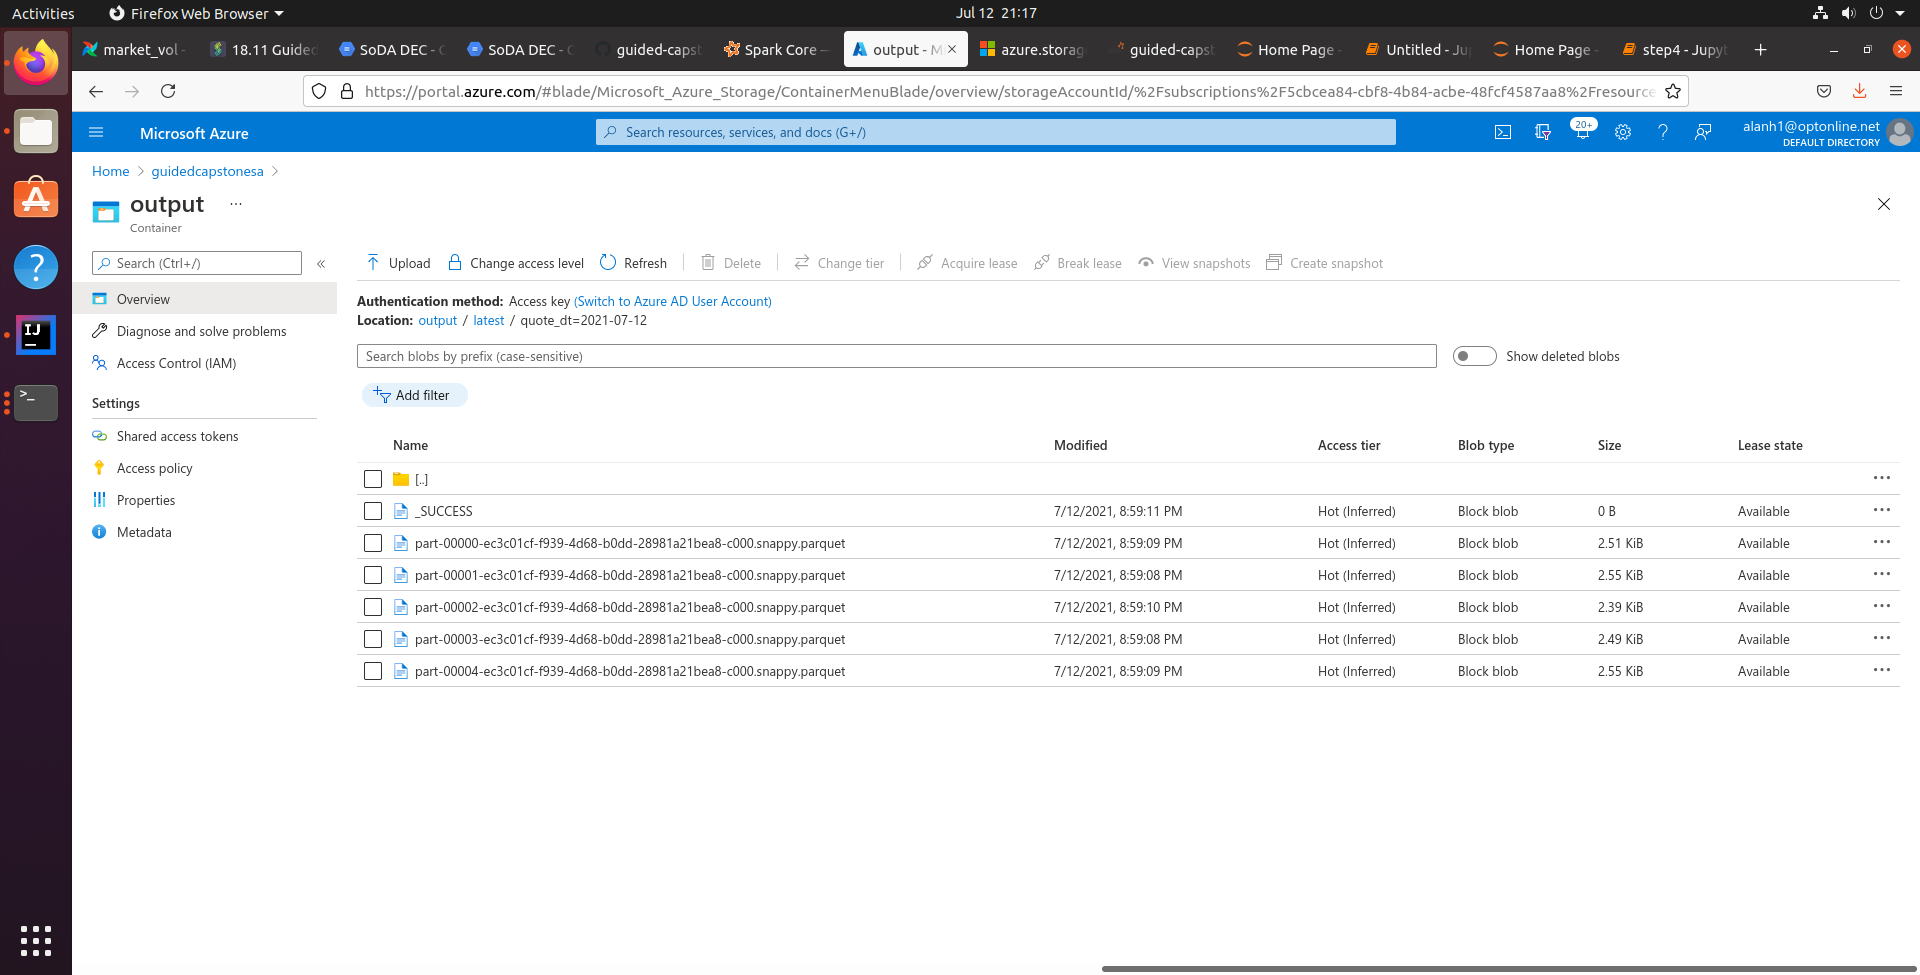 Activities Firefox Web Browser Jul 12 21:17
market_vol - 18.11 Guided SoDA DEC - SoDA DEC - guided-capst Spark Core — output - M azure.storag guided-capst Home Page - Untitled - Ju Home Page - step4 - Jupyt
https://portal.azure.com/#blade/Microsoft_Azure_Storage/ContainerMenuBlade/overview/storageAccountId/%2Fsubscriptions%2F5cbcea84-cbf8-4b84-acbe-48fcf4587aa8%2Fresource
Microsoft Azure Search resources, services, and docs (G+/) 20+ alanh1@optonline.net
DEFAULT DIRECTORY
Home > guidedcapstonesa >
output ...
Container
Search (Ctrl+/) «
Upload Change access level Refresh Delete Change tier Acquire lease Break lease View snapshots Create snapshot
Overview
Diagnose and solve problems
Access Control (IAM)
Settings
Shared access tokens
Access policy
Properties
Metadata
Authentication method: Access key (Switch to Azure AD User Account)
Location: output / latest / quote_dt=2021-07-12
Search blobs by prefix (case-sensitive) Show deleted blobs
Add filter
Name Modified Access tier Blob type Size Lease state
[..]
_SUCCESS 7/12/2021, 8:59:11 PM Hot (Inferred) Block blob 0 B Available
part-00000-ec3c01cf-f939-4d68-b0dd-28981a21bea8-c000.snappy.parquet 7/12/2021, 8:59:09 PM Hot (Inferred) Block blob 2.51 KiB Available
part-00001-ec3c01cf-f939-4d68-b0dd-28981a21bea8-c000.snappy.parquet 7/12/2021, 8:59:08 PM Hot (Inferred) Block blob 2.55 KiB Available
part-00002-ec3c01cf-f939-4d68-b0dd-28981a21bea8-c000.snappy.parquet 7/12/2021, 8:59:10 PM Hot (Inferred) Block blob 2.39 KiB Available
part-00003-ec3c01cf-f939-4d68-b0dd-28981a21bea8-c000.snappy.parquet 7/12/2021, 8:59:08 PM Hot (Inferred) Block blob 2.49 KiB Available
part-00004-ec3c01cf-f939-4d68-b0dd-28981a21bea8-c000.snappy.parquet 7/12/2021, 8:59:09 PM Hot (Inferred) Block blob 2.55 KiB Available